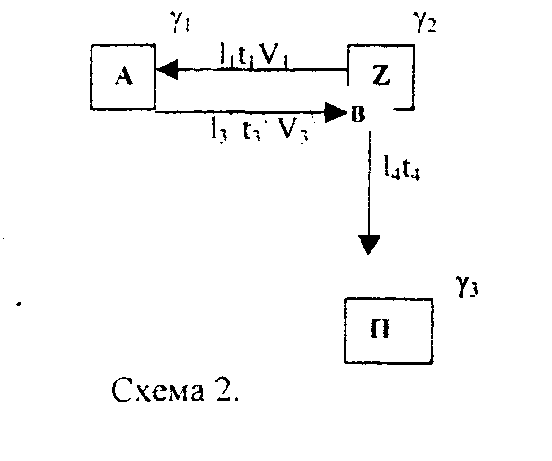 γ1 γ2
A l1t1V1 Z
l3 t3 V3 B
l4t4
γ3
П
Схема 2.